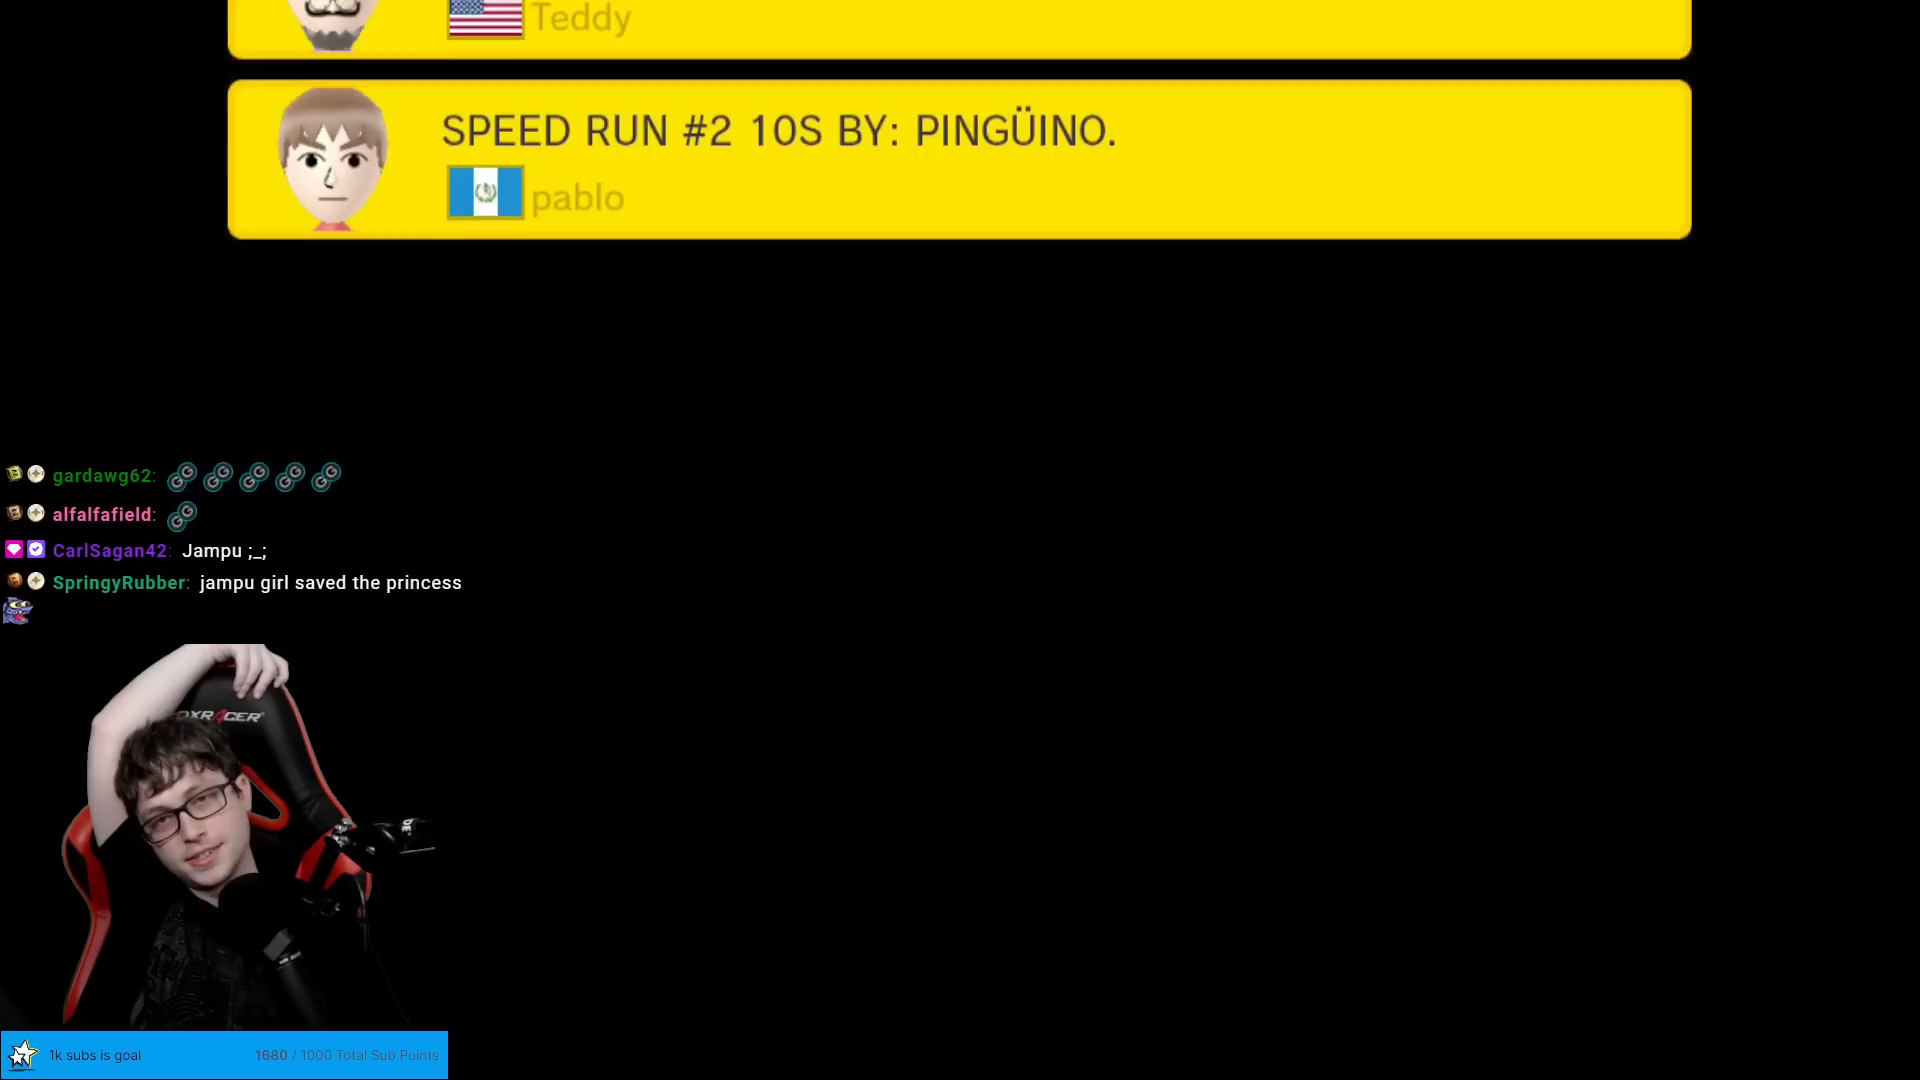 Teddy
SPEED RUN #2 10S BY: PINGÜINO.
pablo
gardawg62:
alfalfafield:
CarlSagan42: Jampu ;_;
SpringyRubber: jampu girl saved the princess
DXRACER
DE
1k subs is goal
1680 / 1000 Total Sub Points